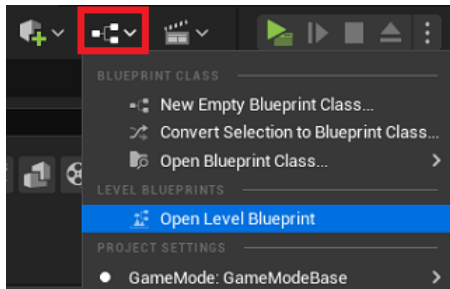 BLUEPRINT CLASS
New Empty Blueprint Class...
Convert Selection to Blueprint Class...
Open Blueprint Class...
LEVEL BLUEPRINTS
Open Level Blueprint
PROJECT SETTINGS
GameMode: GameModeBase